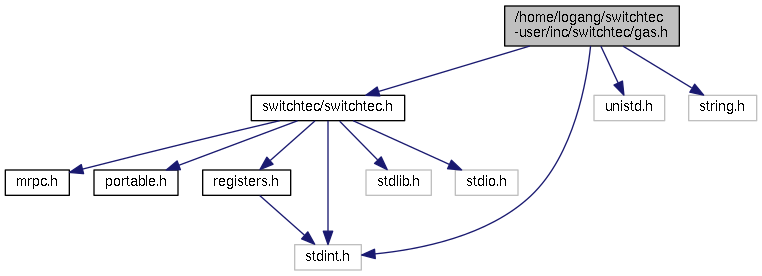 /home/logang/switchtec
-user/inc/switchtec/gas.h
switchtec/switchtec.h
unistd.h
string.h
mrpc.h
portable.h
registers.h
stdlib.h
stdio.h
stdint.h